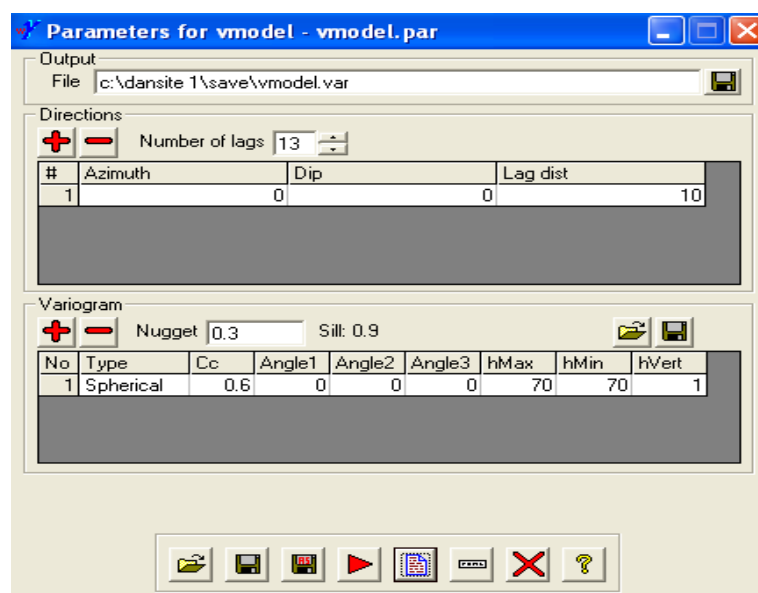 Parameters for vmodel - vmodel.par
Output
File c:\dansite 1\save\vmodel.var
Directions
Number of lags 13
# Azimuth Dip Lag dist
1 0 0 10
Variogram
Nugget 0.3 Sill: 0.9
No Type Cc Angle1 Angle2 Angle3 hMax hMin hVert
1 Spherical 0.6 0 0 0 70 70 1